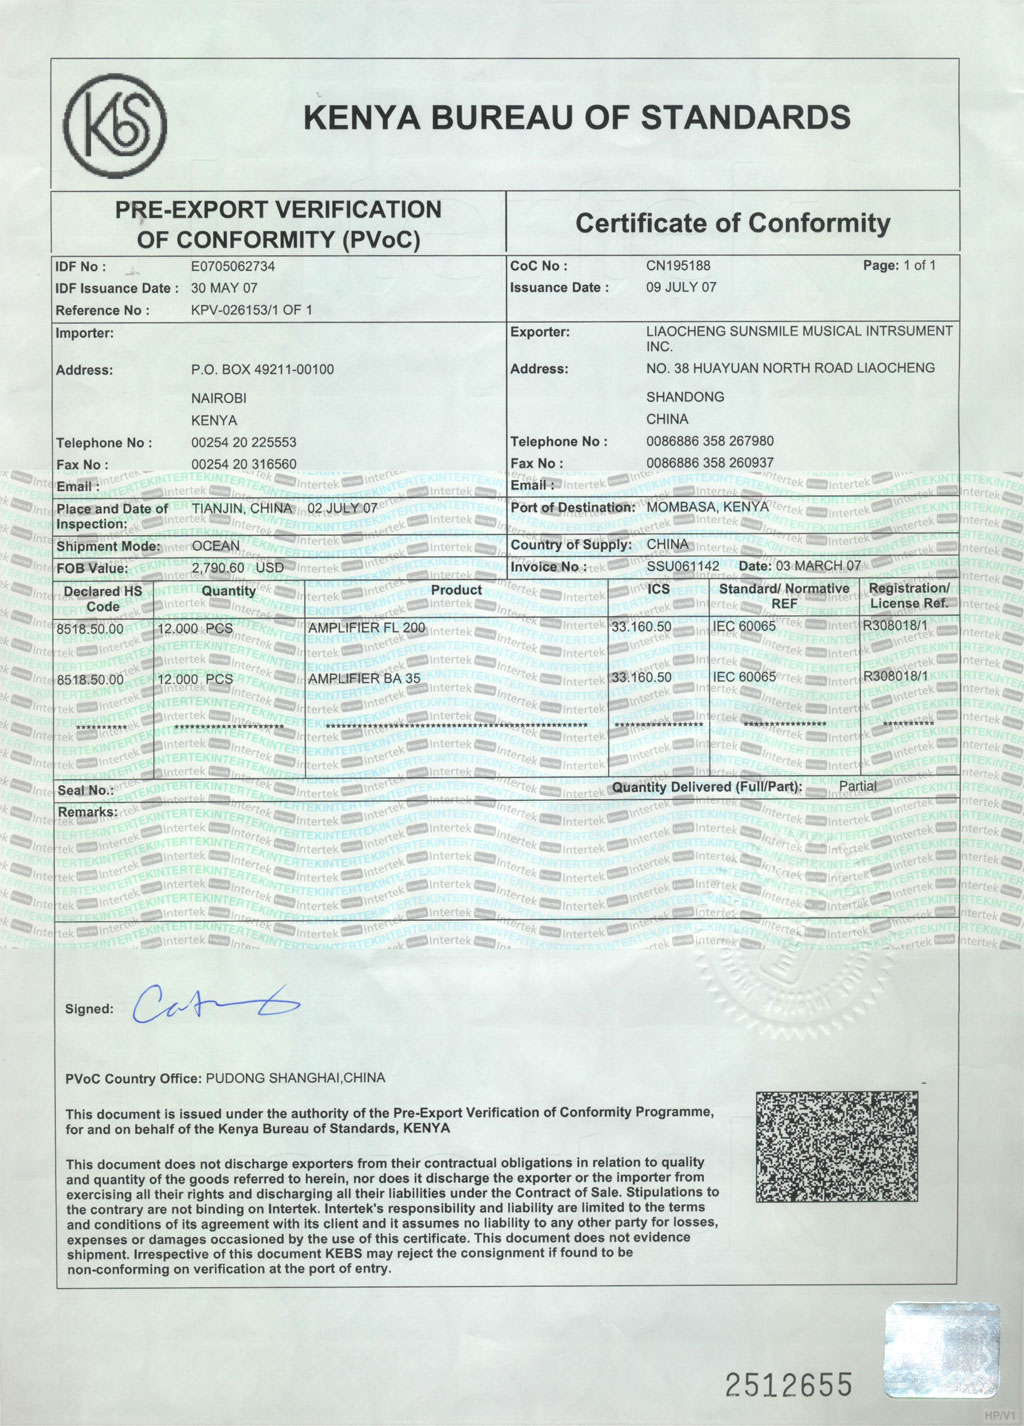 KENYA BUREAU OF STANDARDS
PRE-EXPORT VERIFICATION
OF CONFORMITY (PVoC)
Certificate of Conformity
IDF No : E0705062734
IDF Issuance Date : 30 MAY 07
Reference No : KPV-026153/1 OF 1
CoC No : CN195188 Page: 1 of 1
Issuance Date : 09 JULY 07
Importer:
Address: P.O. BOX 49211-00100
NAIROBI
KENYA
Telephone No : 00254 20 225553
Fax No : 00254 20 316560
Email :
Exporter: LIAOCHENG SUNSMILE MUSICAL INTRSUMENT
INC.
Address: NO. 38 HUAYUAN NORTH ROAD LIAOCHENG
SHANDONG
CHINA
Telephone No : 0086886 358 267980
Fax No : 0086886 358 260937
Email :
Place and Date of TIANJIN, CHINA 02 JULY 07
Inspection:
Port of Destination: MOMBASA, KENYA
Shipment Mode: OCEAN
Country of Supply: CHINA
FOB Value: 2,790.60 USD
Invoice No : SSU061142 Date: 03 MARCH 07
Declared HS Quantity Product ICS Standard/ Normative Registration/
Code REF License Ref.
8518.50.00 12.000 PCS AMPLIFIER FL 200 33.160.50 IEC 60065 R308018/1
8518.50.00 12.000 PCS AMPLIFIER BA 35 33.160.50 IEC 60065 R308018/1
Seal No.: Quantity Delivered (Full/Part): Partial
Remarks:
Signed:
PVoC Country Office: PUDONG SHANGHAI,CHINA
This document is issued under the authority of the Pre-Export Verification of Conformity Programme,
for and on behalf of the Kenya Bureau of Standards, KENYA
This document does not discharge exporters from their contractual obligations in relation to quality
and quantity of the goods referred to herein, nor does it discharge the exporter or the importer from
exercising all their rights and discharging all their liabilities under the Contract of Sale. Stipulations to
the contrary are not binding on Intertek. Intertek's responsibility and liability are limited to the terms
and conditions of its agreement with its client and it assumes no liability to any other party for losses,
expenses or damages occasioned by the use of this certificate. This document does not evidence
shipment. Irrespective of this document KEBS may reject the consignment if found to be
non-conforming on verification at the port of entry.
2512655
HP/V1